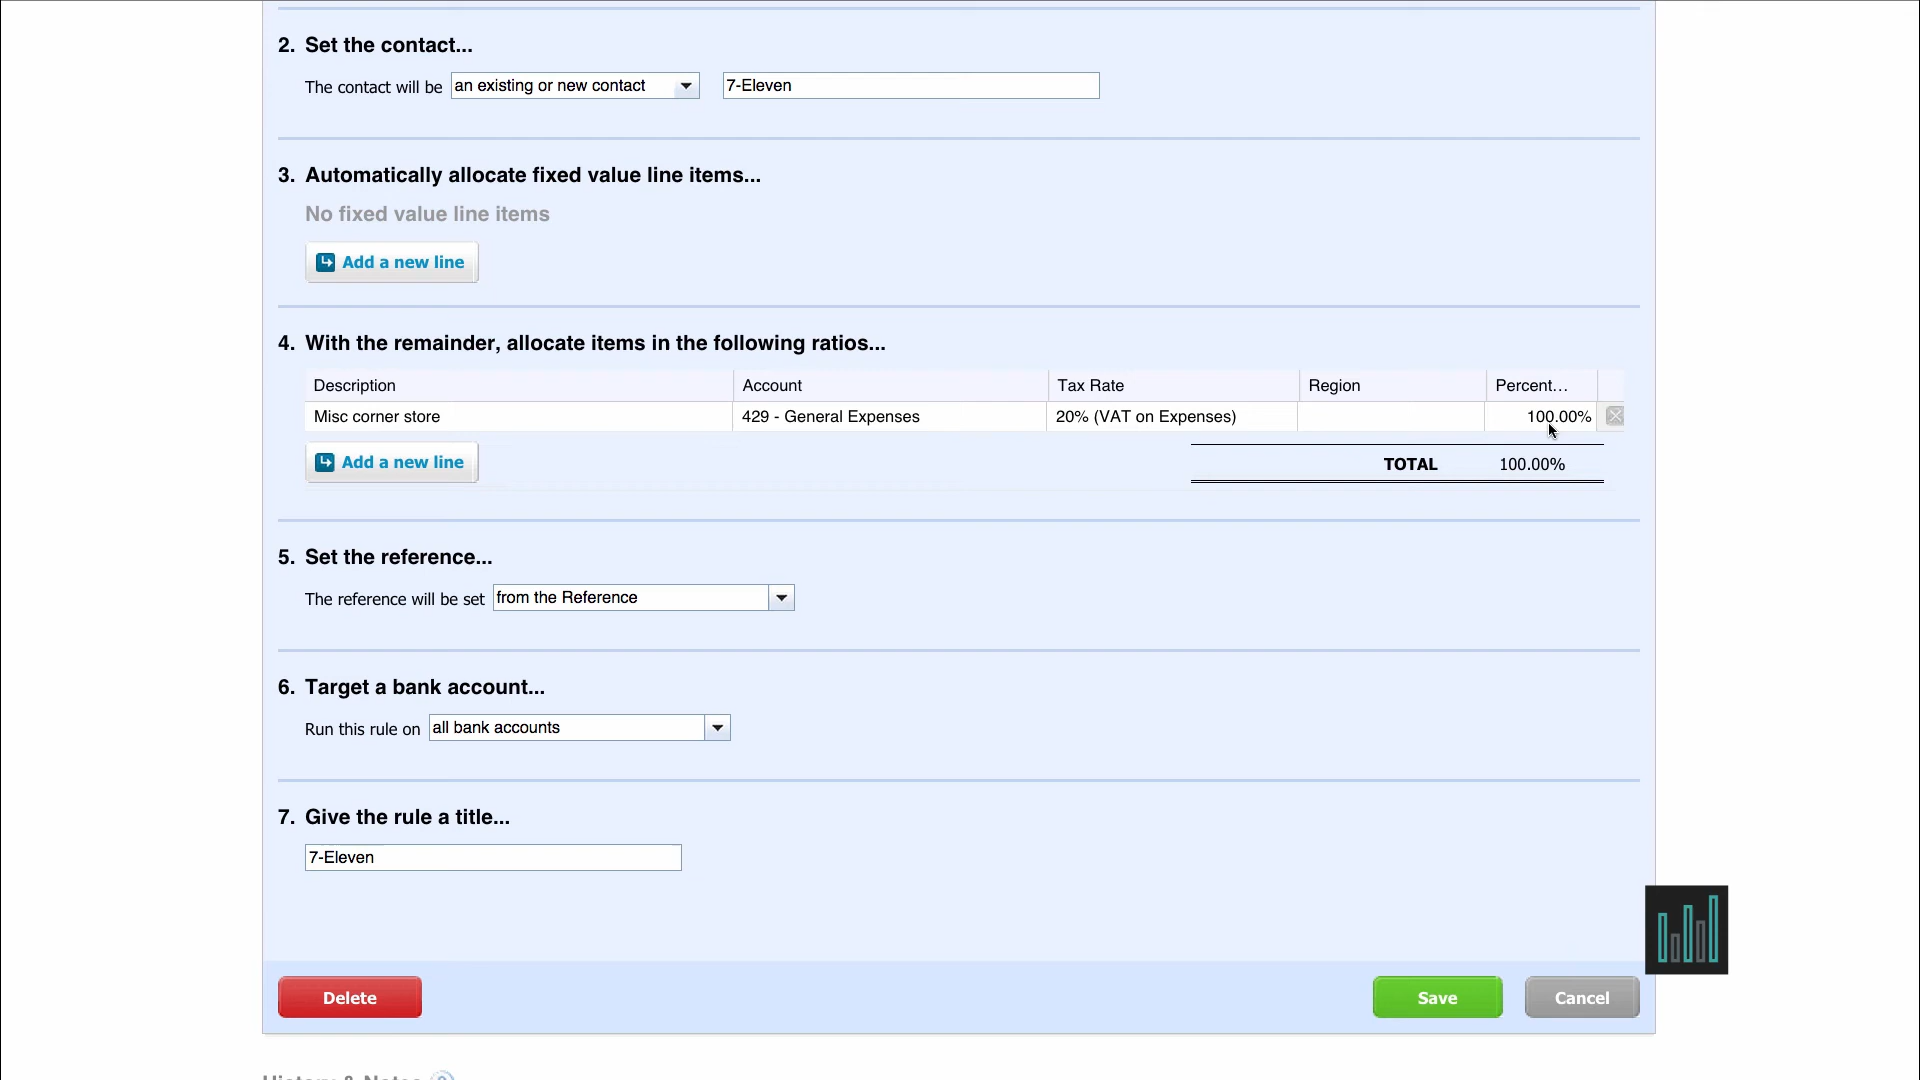 2. Set the contact...
The contact will be an existing or new contact 7-Eleven
3. Automatically allocate fixed value line items...
No fixed value line items
Add a new line
4. With the remainder, allocate items in the following ratios...
Description Account Tax Rate Region Percent...
Misc corner store 429 - General Expenses 20% (VAT on Expenses) 100.00%
Add a new line TOTAL 100.00%
5. Set the reference...
The reference will be set from the Reference
6. Target a bank account...
Run this rule on all bank accounts
7. Give the rule a title...
7-Eleven
Delete Save Cancel
History & Notes